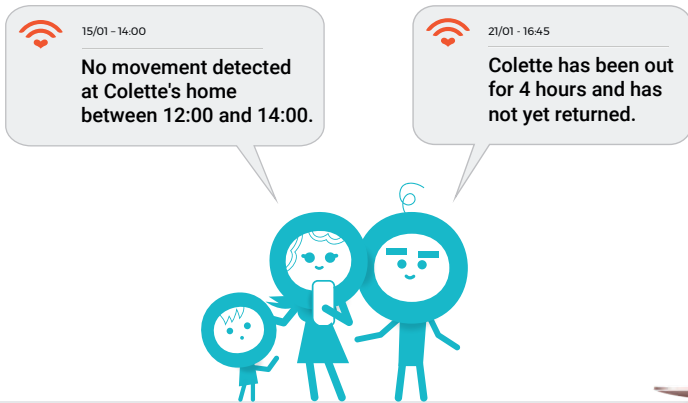 15/01 – 14:00
No movement detected
at Colette's home
between 12:00 and 14:00.
21/01 - 16:45
Colette has been out
for 4 hours and has
not yet returned.